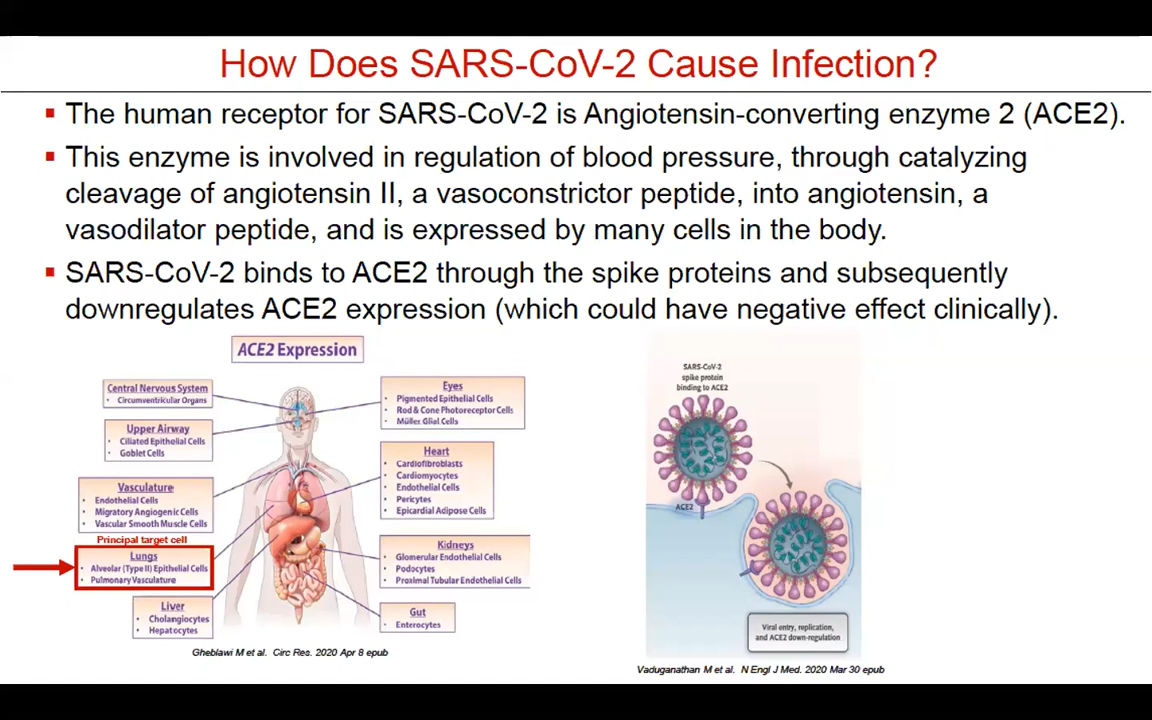 How Does SARS-CoV-2 Cause Infection?
▪ The human receptor for SARS-CoV-2 is Angiotensin-converting enzyme 2 (ACE2).
▪ This enzyme is involved in regulation of blood pressure, through catalyzing
cleavage of angiotensin II, a vasoconstrictor peptide, into angiotensin, a
vasodilator peptide, and is expressed by many cells in the body.
▪ SARS-CoV-2 binds to ACE2 through the spike proteins and subsequently
downregulates ACE2 expression (which could have negative effect clinically).
ACE2 Expression
Central Nervous System
• Circumventricular Organs
Upper Airway
• Ciliated Epithelial Cells
• Goblet Cells
Vasculature
• Endothelial Cells
• Migratory Angiogenic Cells
• Vascular Smooth Muscle Cells
Principal target cell
Lungs
• Alveolar (Type II) Epithelial Cells
• Pulmonary Vasculature
Liver
• Cholangiocytes
• Hepatocytes
Eyes
• Pigmented Epithelial Cells
• Rod & Cone Photoreceptor Cells
• Müller Glial Cells
Heart
• Cardiofibroblasts
• Cardiomyocytes
• Endothelial Cells
• Pericytes
• Epicardial Adipose Cells
Kidneys
• Glomerular Endothelial Cells
• Podocytes
• Proximal Tubular Endothelial Cells
Gut
• Enterocytes
Gheblawi M et al. Circ Res. 2020 Apr 8 epub
SARS-CoV-2
spike protein
binding to ACE2
ACE2
Viral entry, replication,
and ACE2 down-regulation
Vaduganathan M et al. N Engl J Med. 2020 Mar 30 epub